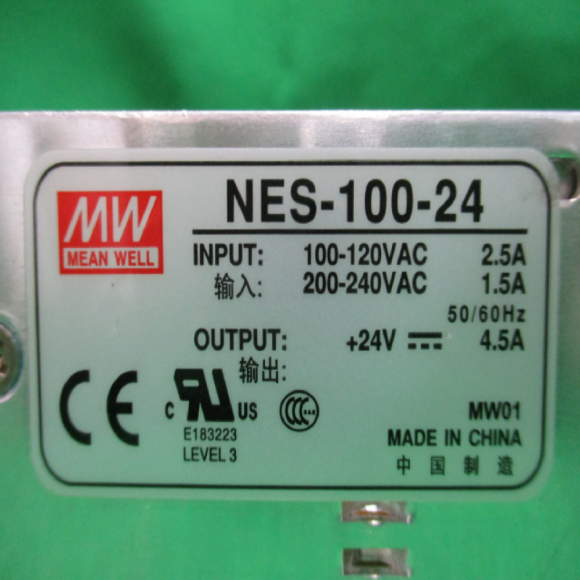 MW
MEAN WELL
NES-100-24
INPUT: 100-120VAC 2.5A
输入: 200-240VAC 1.5A
50/60Hz
OUTPUT: +24V 4.5A
输出:
CE
c RU US
E183223
LEVEL 3
CCC
MW01
MADE IN CHINA
中国制造